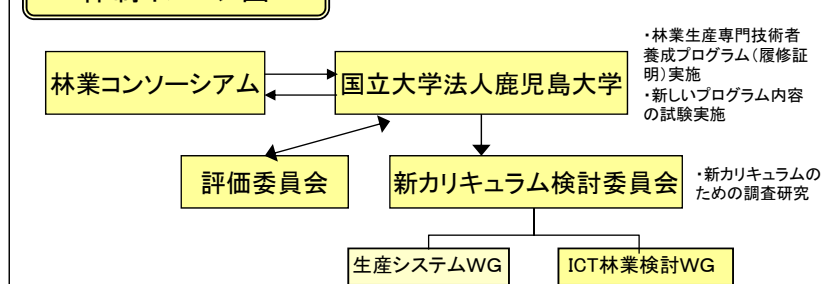 林業コンソーシアム
国立大学法人鹿児島大学
・林業生産専門技術者
養成プログラム（履修証
明）実施
・新しいプログラム内容
の試験実施
評価委員会
新カリキュラム検討委員会
・新カリキュラムの
ための調査研究
生産システムWG
ICT林業検討WG